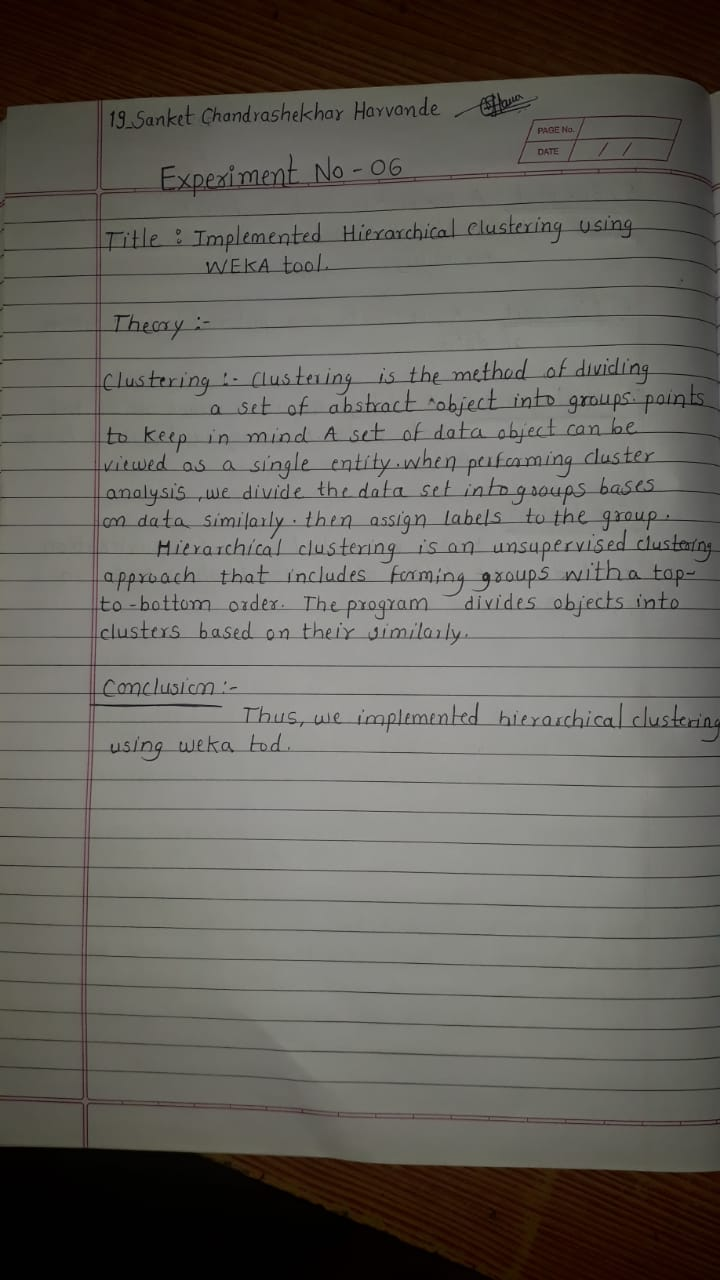 19_Sanket Chandrashekhar Harvande
PAGE No.
DATE / /
Experiment No - 06
Title : Implemented Hierarchical clustering using
WEKA tool.
Theory :-
Clustering :- Clustering is the method of dividing
a set of abstract object into groups. points
to keep in mind A set of data object can be
viewed as a single entity. when performing cluster
analysis, we divide the data set into groups bases
on data similarly. then assign labels to the group.
Hierarchical clustering is an unsupervised clustering
approach that includes forming groups with a top-
to-bottom order. The program divides objects into
clusters based on their similarly.
Conclusion :-
Thus, we implemented hierarchical clustering
using weka tool.